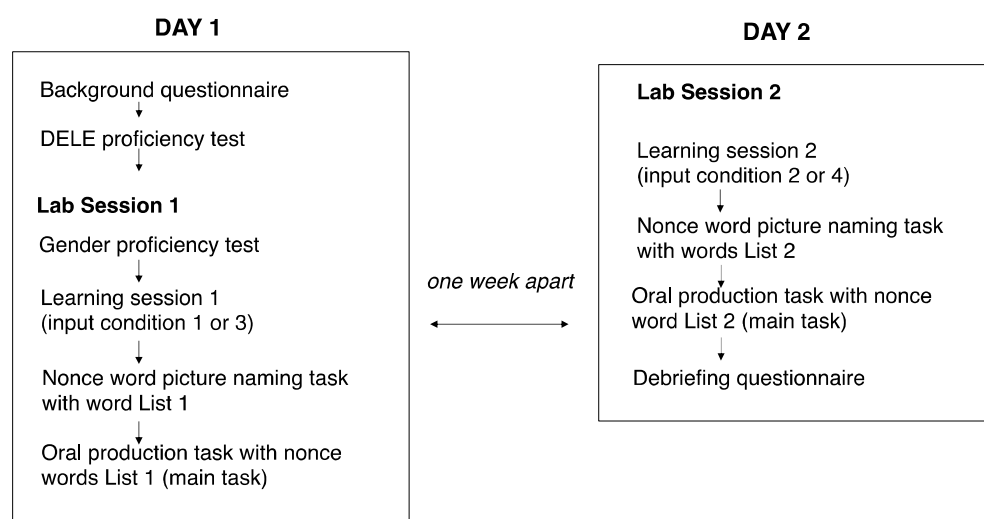 DAY 1
Background questionnaire
DELE proficiency test
Lab Session 1
Gender proficiency test
Learning session 1
(input condition 1 or 3)
Nonce word picture naming task
with word List 1
Oral production task with nonce
words List 1 (main task)
one week apart
DAY 2
Lab Session 2
Learning session 2
(input condition 2 or 4)
Nonce word picture naming task
with words List 2
Oral production task with nonce
word List 2 (main task)
Debriefing questionnaire